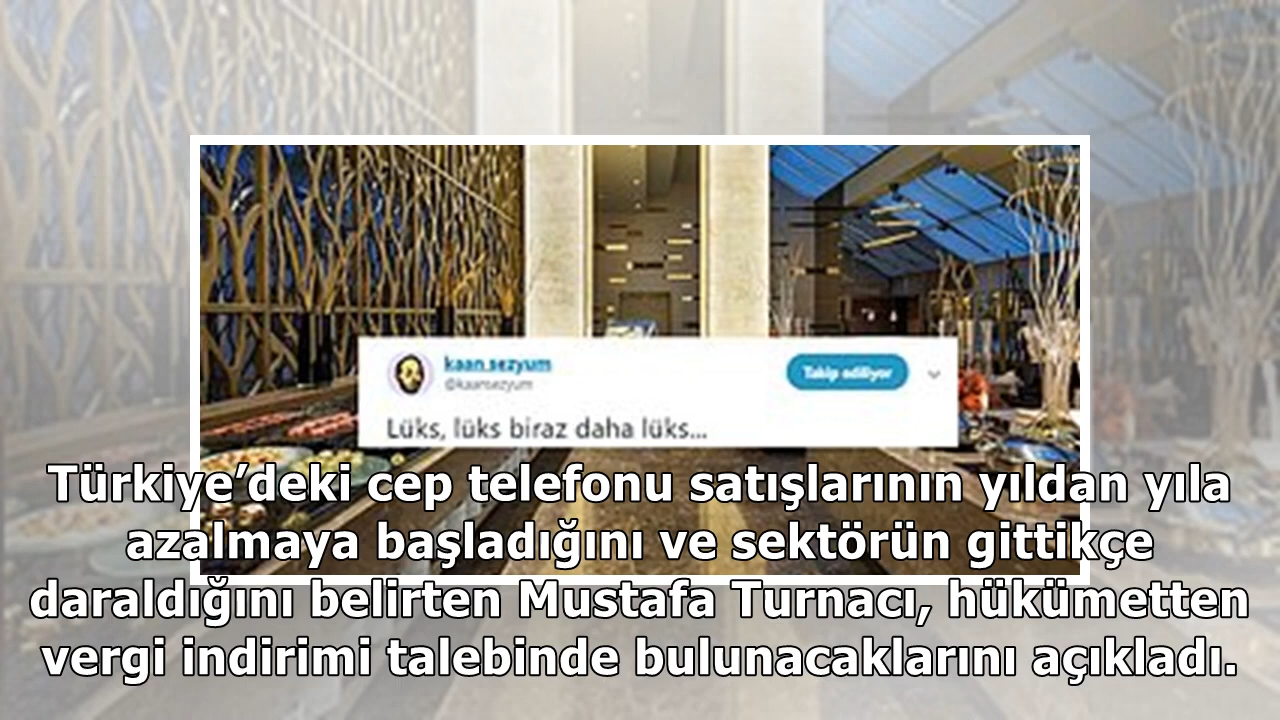 kaan.sezyum
@kaansezyum
Takip ediliyor
Lüks, lüks biraz daha lüks...
Türkiye’deki cep telefonu satışlarının yıldan yıla
azalmaya başladığını ve sektörün gittikçe
daraldığını belirten Mustafa Turnacı, hükümetten
vergi indirimi talebinde bulunacaklarını açıkladı.